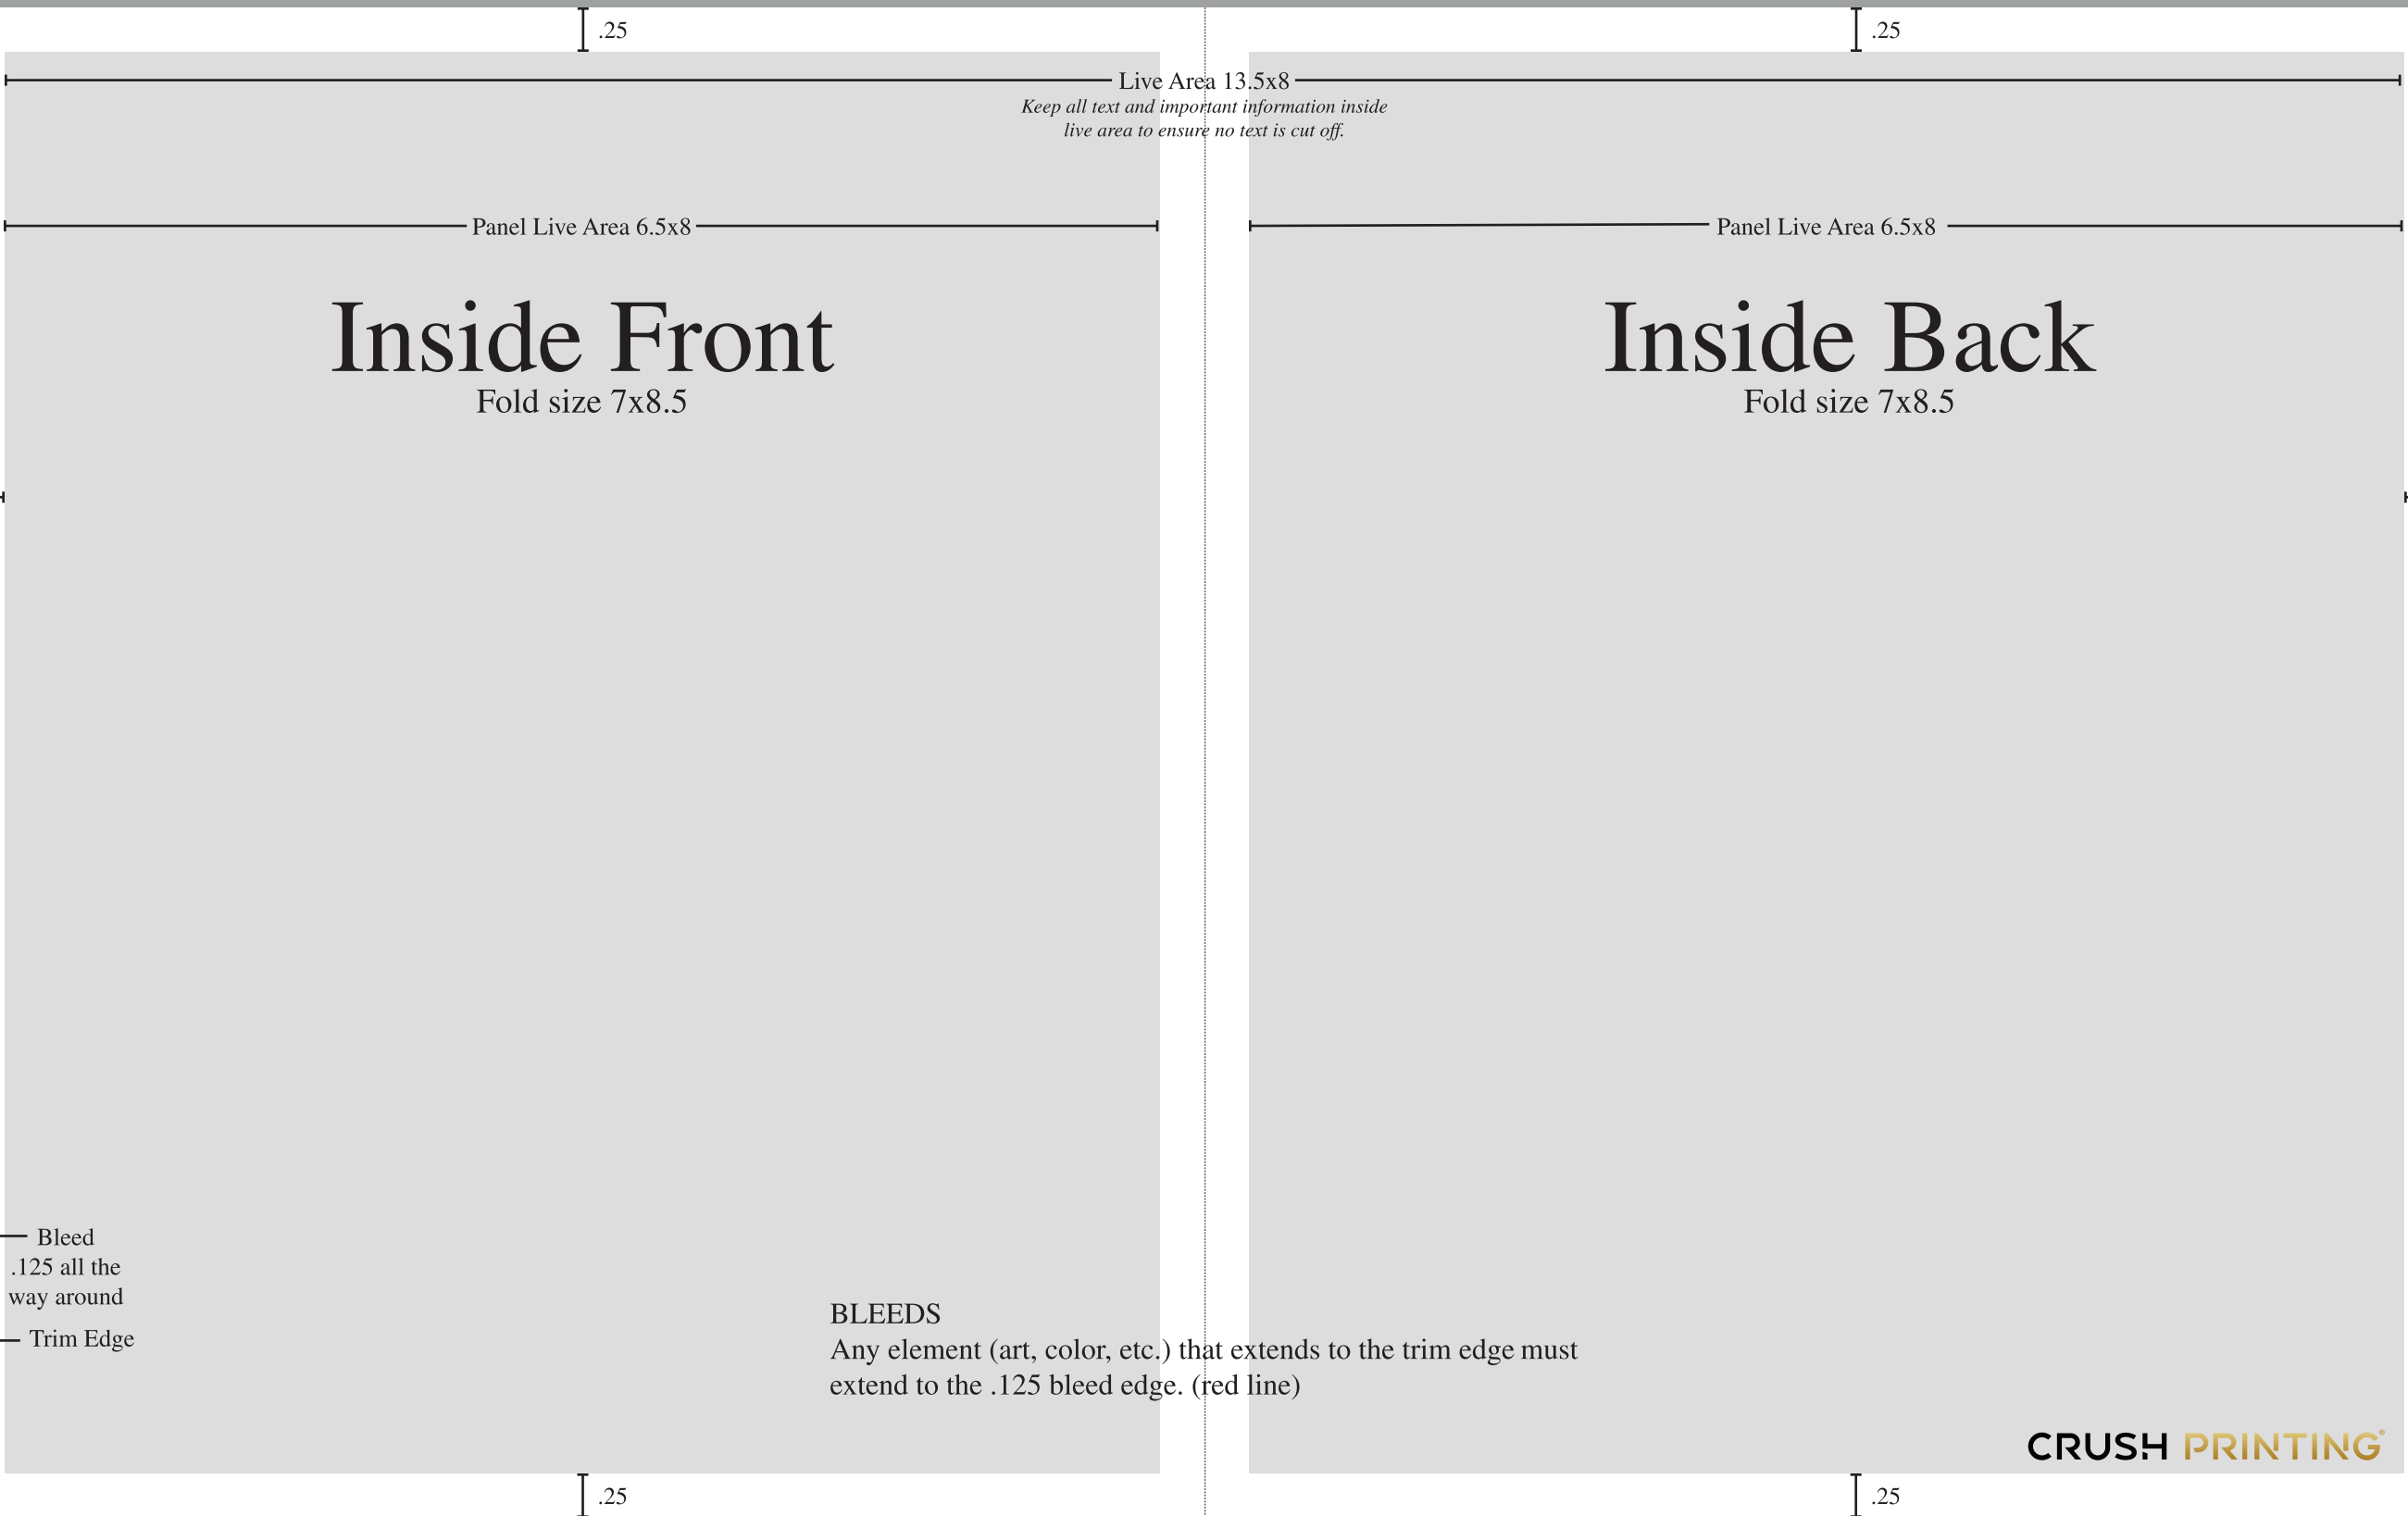 .25
.25
Live Area 13.5x8
Keep all text and important information inside
live area to ensure no text is cut off.
Panel Live Area 6.5x8
Panel Live Area 6.5x8
Inside Front
Fold size 7x8.5
Inside Back
Fold size 7x8.5
Bleed
.125 all the
way around
Trim Edge
BLEEDS
Any element (art, color, etc.) that extends to the trim edge must
extend to the .125 bleed edge. (red line)
CRUSH PRINTING®
.25
.25